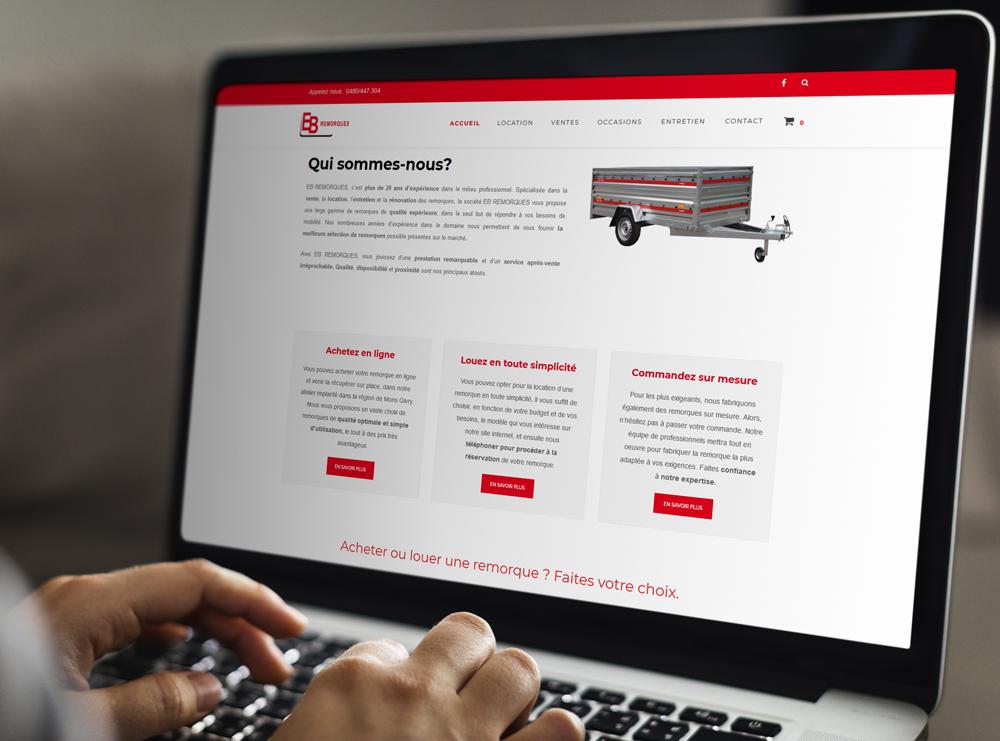 Appelez nous : 0495/447.304
EB REMORQUES
ACCUEIL LOCATION VENTES OCCASIONS ENTRETIEN CONTACT 0
Qui sommes-nous?
EB REMORQUES, c'est plus de 20 ans d'expérience dans le milieu professionnel. Spécialisée dans la
vente, la location, l'entretien et la rénovation des remorques, la société EB REMORQUES vous propose
une large gamme de remorques de qualité supérieure, dans le seul but de répondre à vos besoins de
mobilité. Nos nombreuses années d'expérience dans le domaine nous permettent de vous fournir la
meilleure sélection de remorques possible présentes sur le marché.
Avec EB REMORQUES, vous jouissez d'une prestation remarquable et d'un service après-vente
irréprochable. Qualité, disponibilité et proximité sont nos principaux atouts.
Achetez en ligne
Vous pouvez acheter votre remorque en ligne
et venir la récupérer sur place, dans notre
atelier implanté dans la région de Mons Givry.
Nous vous proposons un vaste choix de
remorques de qualité optimale et simple
d'utilisation, le tout à des prix très
avantageux.
EN SAVOIR PLUS
Louez en toute simplicité
Vous pouvez opter pour la location d'une
remorque en toute simplicité. Il vous suffit de
choisir, en fonction de votre budget et de vos
besoins, le modèle qui vous intéresse sur
notre site internet, et ensuite nous
téléphoner pour procéder à la
réservation de votre remorque.
EN SAVOIR PLUS
Commandez sur mesure
Pour les plus exigeants, nous fabriquons
également des remorques sur mesure. Alors,
n'hésitez pas à passer votre commande. Notre
équipe de professionnels mettra tout en
oeuvre pour fabriquer la remorque la plus
adaptée à vos exigences. Faites confiance
à notre expertise.
EN SAVOIR PLUS
Acheter ou louer une remorque ? Faites votre choix.